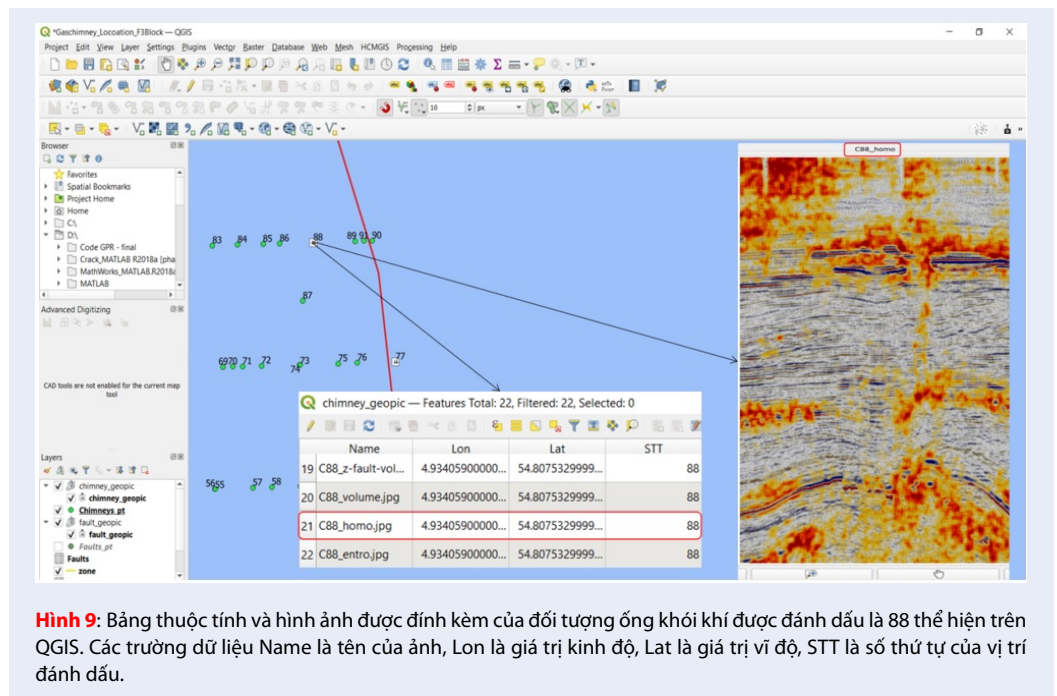 *Gaschimney_Locoation_F3Block — QGIS
Project Edit View Layer Settings Plugins Vector Raster Database Web Mesh HCMGIS Processing Help
10 px
Browser
Favorites
Spatial Bookmarks
Project Home
Home
C:\
D:\
Code GPR - final
Crack_MATLAB R2018a [pha
MathWorks_MATLAB.R2018a
MATLAB
Advanced Digitizing
CAD tools are not enabled for the current map
tool
Layers
chimney_geopic
chimney_geopic
Chimneys_pt
fault_geopic
fault_geopic
Faults_pt
Faults
zone
83 84 85 86 88 89 91 90
87
69 70 71 72 74 73 75 76 77
56 55 57 58
C88_homo
chimney_geopic — Features Total: 22, Filtered: 22, Selected: 0
Name Lon Lat STT
19 C88_z-fault-vol... 4.93405900000... 54.8075329999... 88
20 C88_volume.jpg 4.93405900000... 54.8075329999... 88
21 C88_homo.jpg 4.93405900000... 54.8075329999... 88
22 C88_entro.jpg 4.93405900000... 54.8075329999... 88
Hình 9: Bảng thuộc tính và hình ảnh được đính kèm của đối tượng ống khói khí được đánh dấu là 88 thể hiện trên
QGIS. Các trường dữ liệu Name là tên của ảnh, Lon là giá trị kinh độ, Lat là giá trị vĩ độ, STT là số thứ tự của vị trí
đánh dấu.